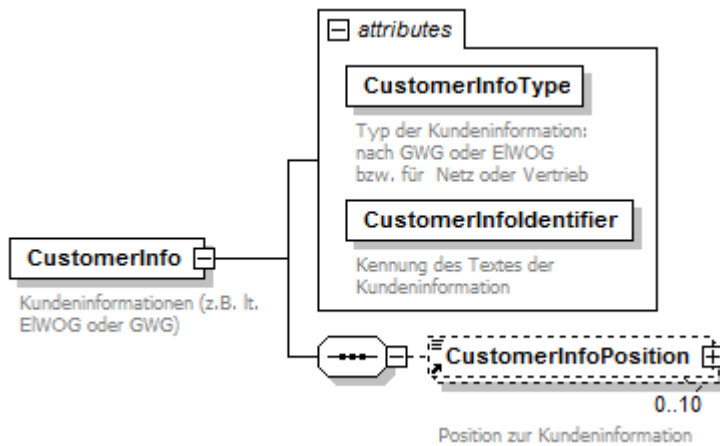 attributes
CustomerInfoType
Typ der Kundeninformation:
nach GWG oder ElWOG
bzw. für Netz oder Vertrieb
CustomerInfoIdentifier
Kennung des Textes der
Kundeninformation
CustomerInfo
Kundeninformationen (z.B. lt.
ElWOG oder GWG)
CustomerInfoPosition
0..10
Position zur Kundeninformation